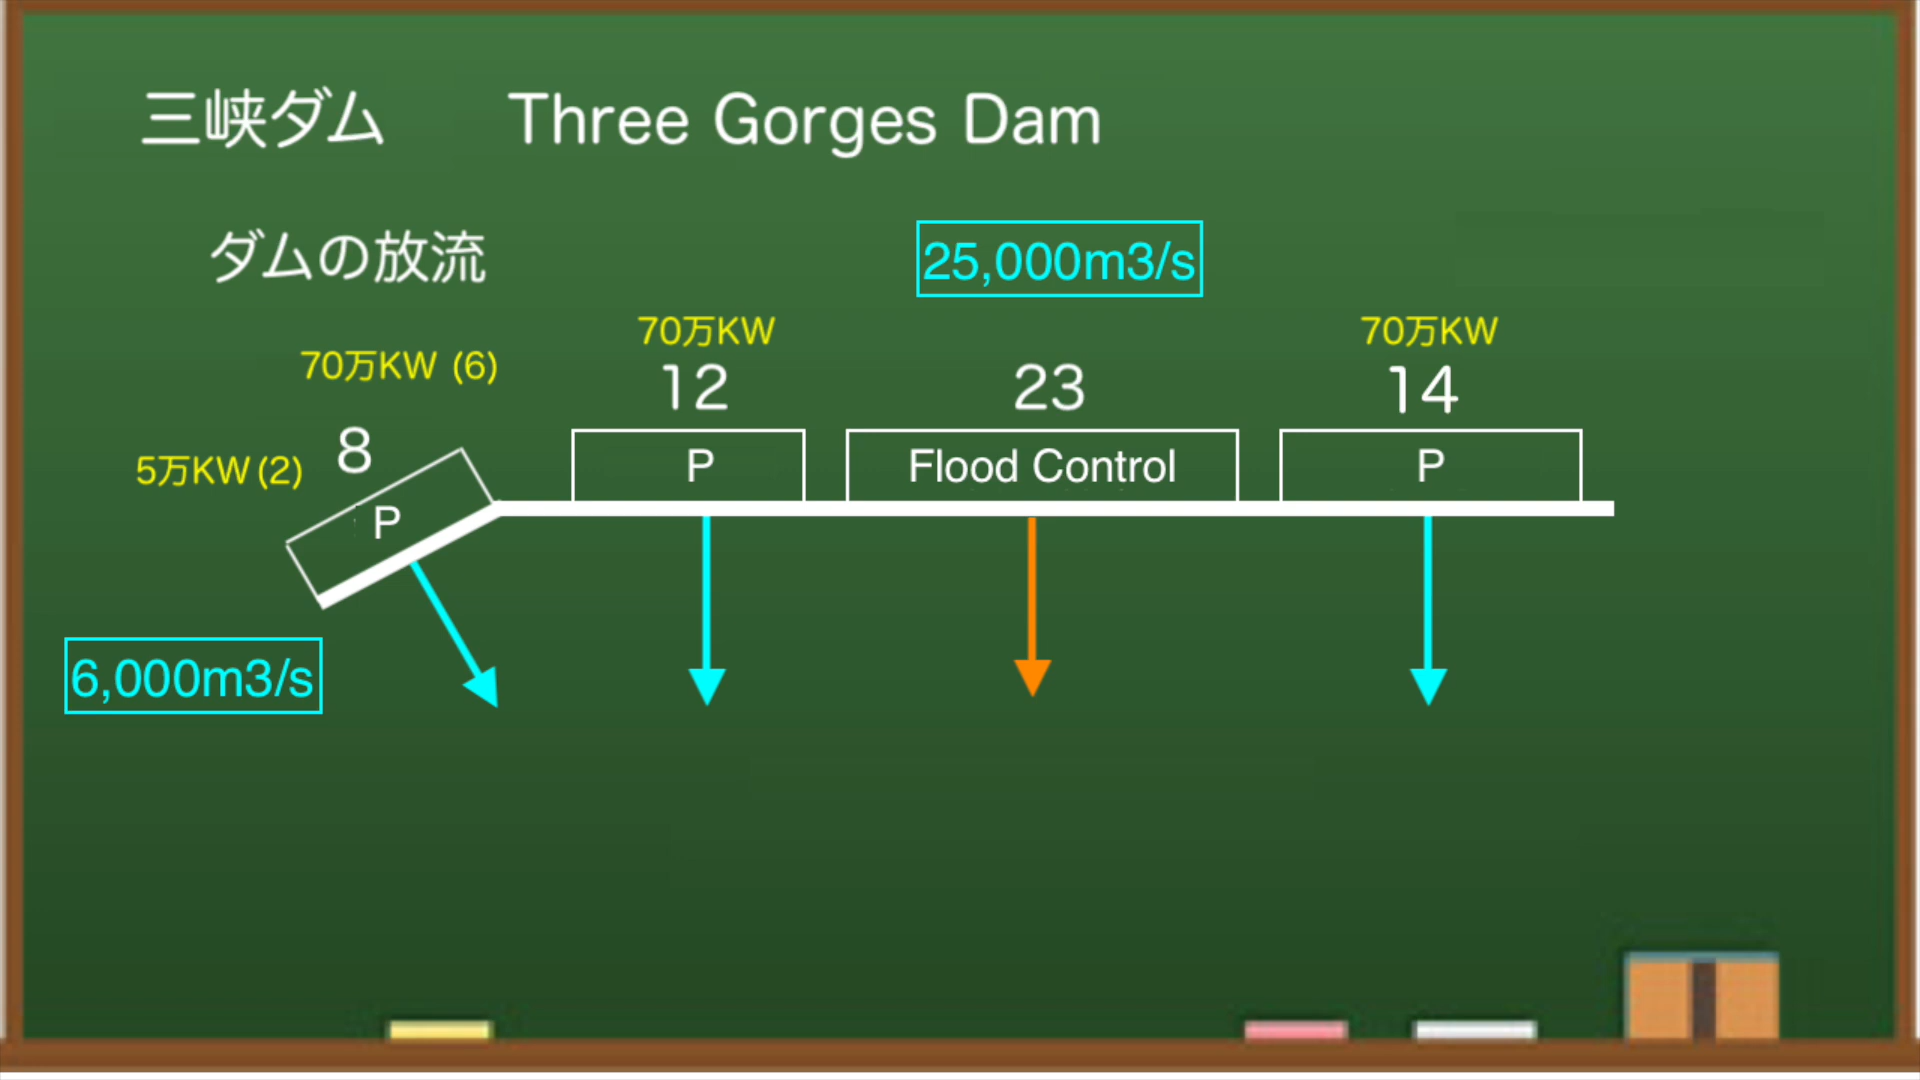 三峡ダム Three Gorges Dam
ダムの放流
25,000m3/s
70万KW (6)
70万KW
70万KW
12
23
14
5万KW (2)
8
P
P
Flood Control
P
6,000m3/s